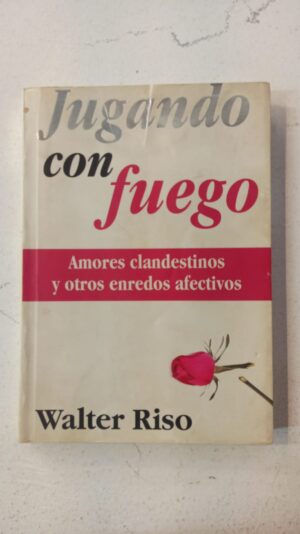 Jugando
con
fuego
Amores clandestinos
y otros enredos afectivos
Walter Riso